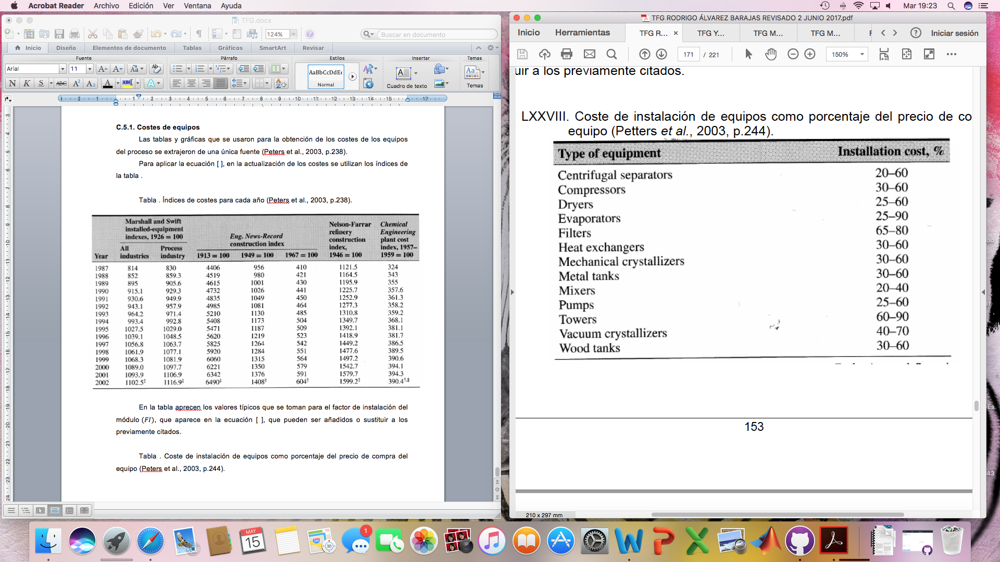 Acrobat Reader Archivo Edición Ver Ventana Ayuda
Mar 19:23
TFG.docx
124%
Buscar en documento
Inicio Diseño Elementos de documento Tablas Gráficos SmartArt Revisar
Fuente Párrafo Estilos Insertar Temas
Arial 11
AaBbCcDdEe
Normal
Cuadro de texto
Temas
C.5.1. Costes de equipos
Las tablas y gráficas que se usaron para la obtención de los costes de los equipos
del proceso se extrajeron de una única fuente (Peters et al., 2003, p.238).
Para aplicar la ecuación [ ], en la actualización de los costes se utilizan los índices de
la tabla .
Tabla . Índices de costes para cada año (Peters et al., 2003, p.238).
Marshall and Swift installed-equipment indexes, 1926 = 100
Eng. News-Record construction index
Nelson-Farrar refinery construction index, 1946 = 100
Chemical Engineering plant cost index, 1957–1959 = 100
Year All industries Process industry 1913 = 100 1949 = 100 1967 = 100
1987 814 830 4406 956 410 1121.5 324
1988 852 859.3 4519 980 421 1164.5 343
1989 895 905.6 4615 1001 430 1195.9 355
1990 915.1 929.3 4732 1026 441 1225.7 357.6
1991 930.6 949.9 4835 1049 450 1252.9 361.3
1992 943.1 957.9 4985 1081 464 1277.3 358.2
1993 964.2 971.4 5210 1130 485 1310.8 359.2
1994 993.4 992.8 5408 1173 504 1349.7 368.1
1995 1027.5 1029.0 5471 1187 509 1392.1 381.1
1996 1039.1 1048.5 5620 1219 523 1418.9 381.7
1997 1056.8 1063.7 5825 1264 542 1449.2 386.5
1998 1061.9 1077.1 5920 1284 551 1477.6 389.5
1999 1068.3 1081.9 6060 1315 564 1497.2 390.6
2000 1089.0 1097.7 6221 1350 579 1542.7 394.1
2001 1093.9 1106.9 6342 1376 591 1579.7 394.3
2002 1102.5‡ 1116.9‡ 6490‡ 1408‡ 604‡ 1599.2† 390.4†,§
En la tabla aprecen los valores típicos que se toman para el factor de instalación del
módulo (FI), que aparece en la ecuación [ ], que pueden ser añadidos o sustituir a los
previamente citados.
Tabla . Coste de instalación de equipos como porcentaje del precio de compra del
equipo (Peters et al., 2003, p.244).
TFG RODRIGO ÁLVAREZ BARAJAS REVISADO 2 JUNIO 2017.pdf
Inicio Herramientas TFG R... TFG Y... TFG M... TFG M... Iniciar sesión
171 / 221 150%
uir a los previamente citados.
LXXVIII. Coste de instalación de equipos como porcentaje del precio de co
equipo (Petters et al., 2003, p.244).
Type of equipment Installation cost, %
Centrifugal separators 20–60
Compressors 30–60
Dryers 25–60
Evaporators 25–90
Filters 65–80
Heat exchangers 30–60
Mechanical crystallizers 30–60
Metal tanks 30–60
Mixers 20–40
Pumps 25–60
Towers 60–90
Vacuum crystallizers 40–70
Wood tanks 30–60
153
210 x 297 mm
MAY
15
1